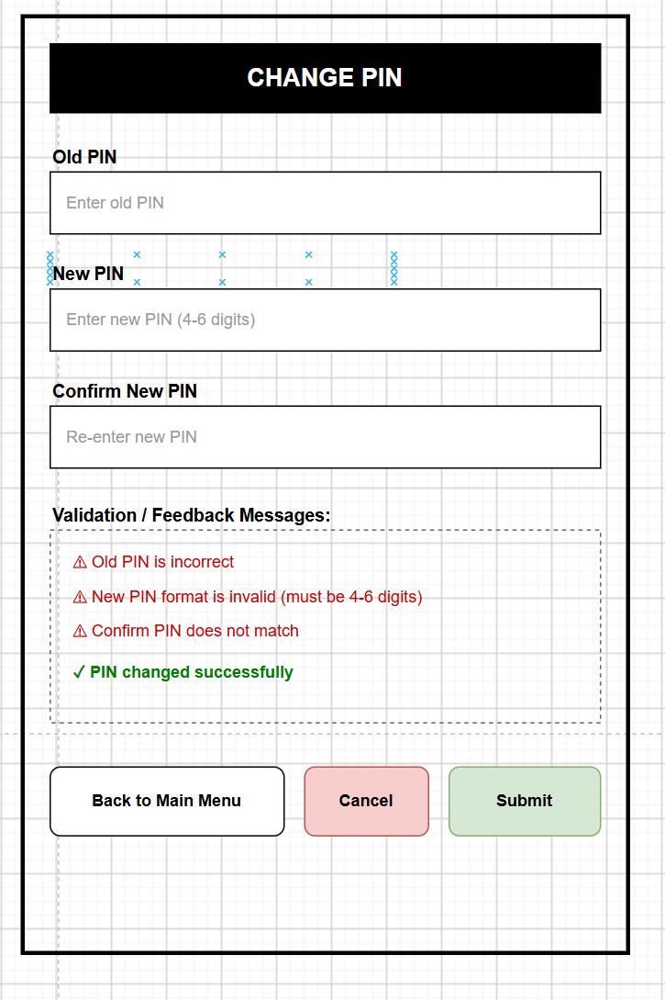 CHANGE PIN
Old PIN
Enter old PIN
New PIN
Enter new PIN (4-6 digits)
Confirm New PIN
Re-enter new PIN
Validation / Feedback Messages:
⚠ Old PIN is incorrect
⚠ New PIN format is invalid (must be 4-6 digits)
⚠ Confirm PIN does not match
✓ PIN changed successfully
Back to Main Menu
Cancel
Submit